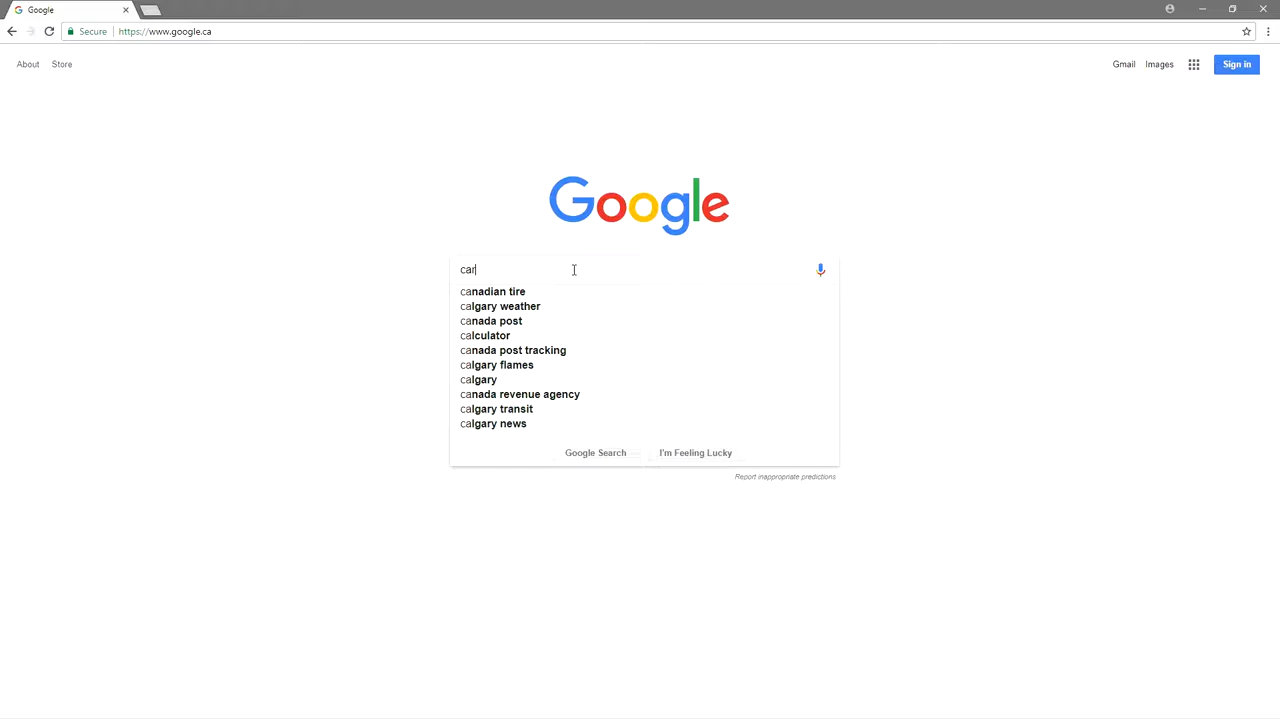 Google
Secure https://www.google.ca
About Store Gmail Images Sign in
Google
car
canadian tire
calgary weather
canada post
calculator
canada post tracking
calgary flames
calgary
canada revenue agency
calgary transit
calgary news
Google Search I'm Feeling Lucky
Report inappropriate predictions